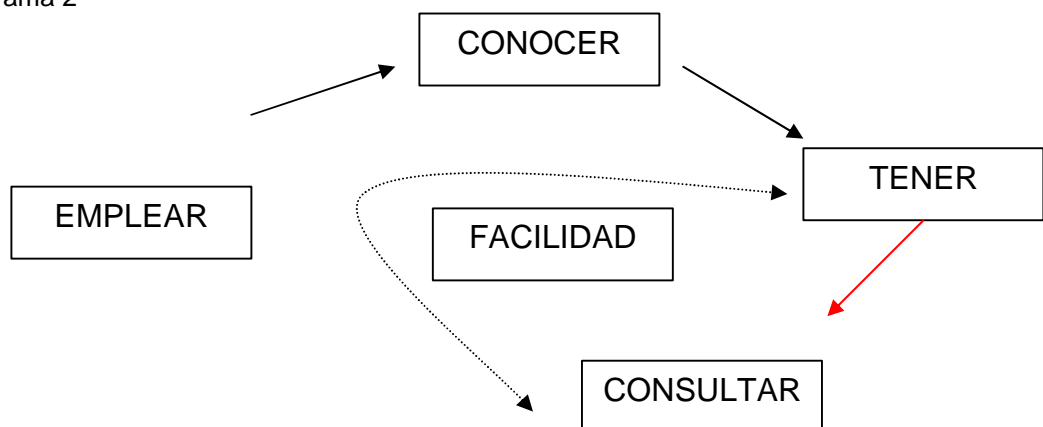 ama 2
CONOCER
TENER
EMPLEAR
FACILIDAD
CONSULTAR